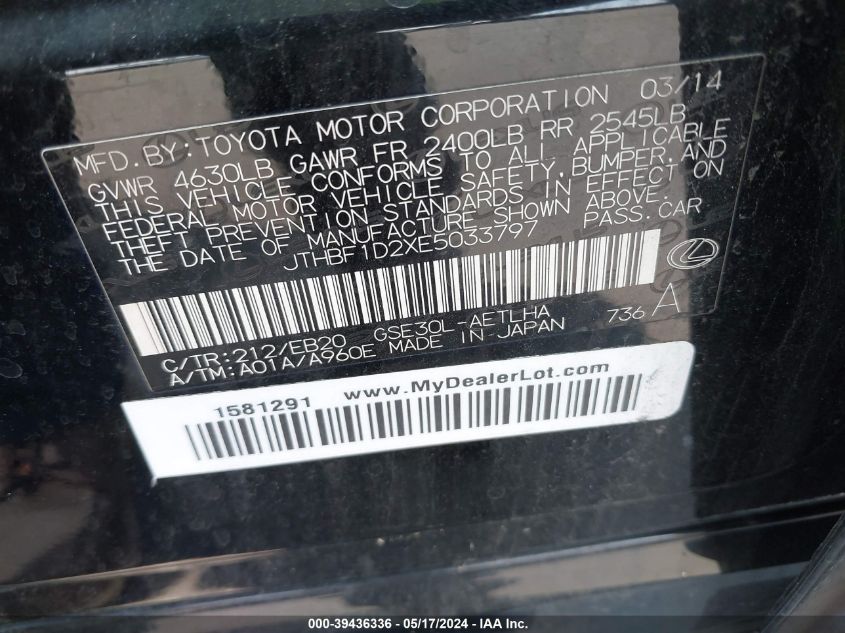 MFD. BY: TOYOTA MOTOR CORPORATION 03/14
GVWR 4630LB GAWR FR 2400LB RR 2545LB
THIS VEHICLE CONFORMS TO ALL APPLICABLE
FEDERAL MOTOR VEHICLE SAFETY, BUMPER, AND
THEFT PREVENTION STANDARDS IN EFFECT ON
THE DATE OF MANUFACTURE SHOWN ABOVE.
JTHBF1D2XE5033797 PASS. CAR
C/TR: 212/EB20 GSE30L-AETLHA 736 A
A/TM: A01A/A960E MADE IN JAPAN
1581291 www.MyDealerLot.com
000-39436336 - 05/17/2024 - IAA Inc.